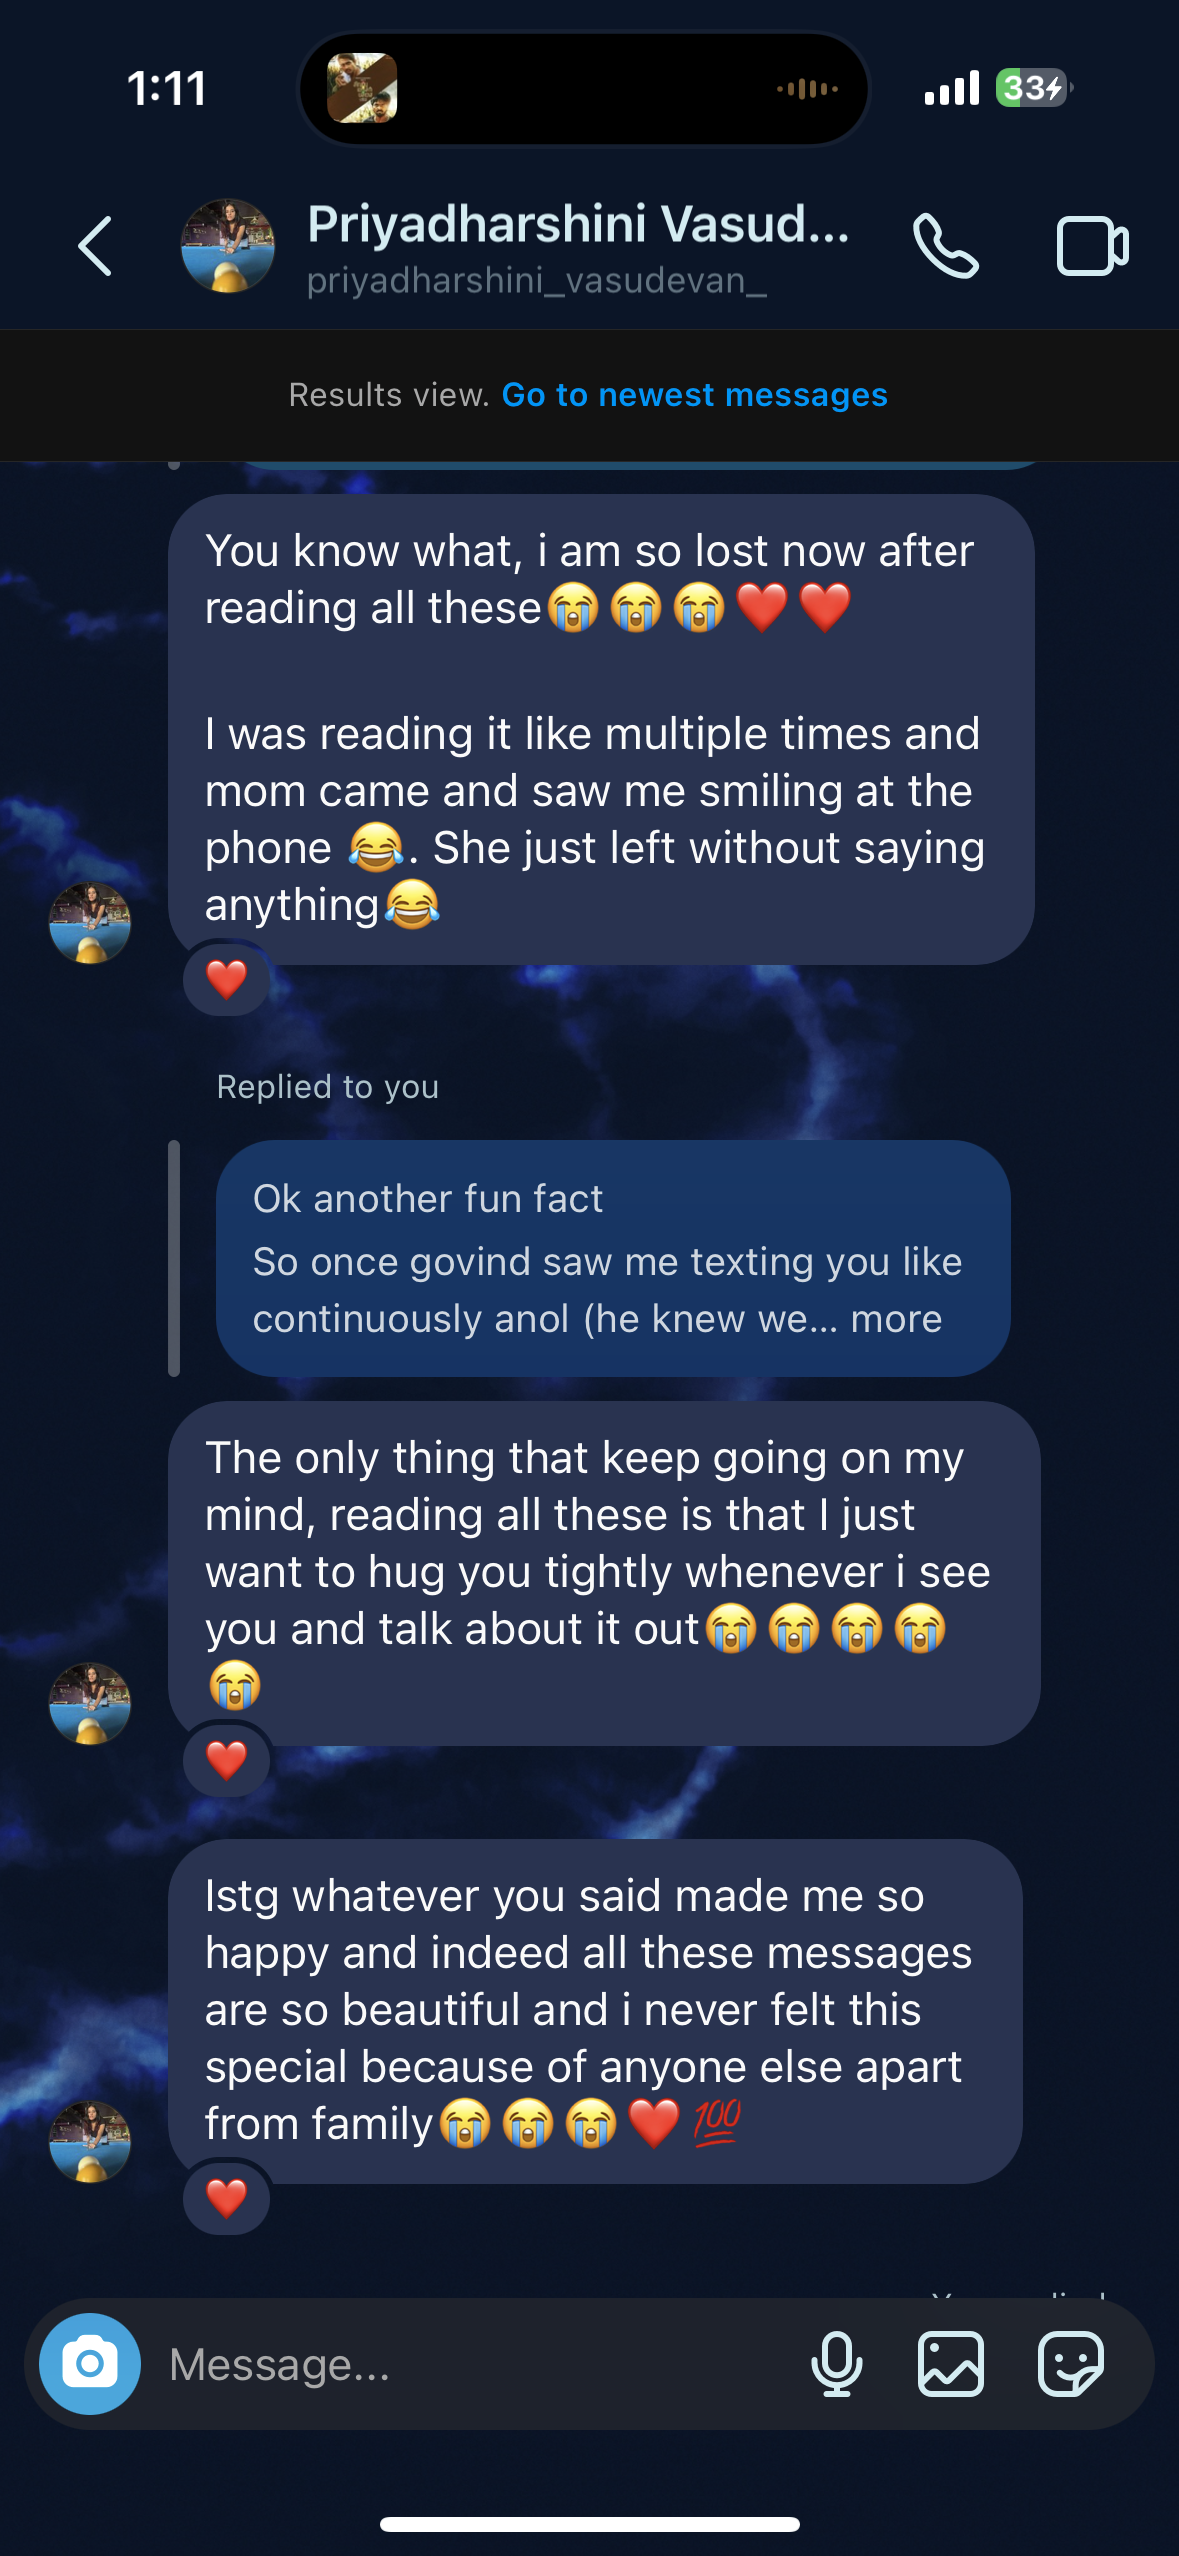 1:11
33
Priyadharshini Vasud...
priyadharshini_vasudevan_
Results view. Go to newest messages
You know what, i am so lost now after
reading all these😭😭😭❤️❤️
I was reading it like multiple times and
mom came and saw me smiling at the
phone 😂. She just left without saying
anything😂
❤️
Replied to you
Ok another fun fact
So once govind saw me texting you like
continuously anol (he knew we... more
The only thing that keep going on my
mind, reading all these is that I just
want to hug you tightly whenever i see
you and talk about it out😭😭😭😭
😭
❤️
Istg whatever you said made me so
happy and indeed all these messages
are so beautiful and i never felt this
special because of anyone else apart
from family😭😭😭❤️💯
❤️
Message...